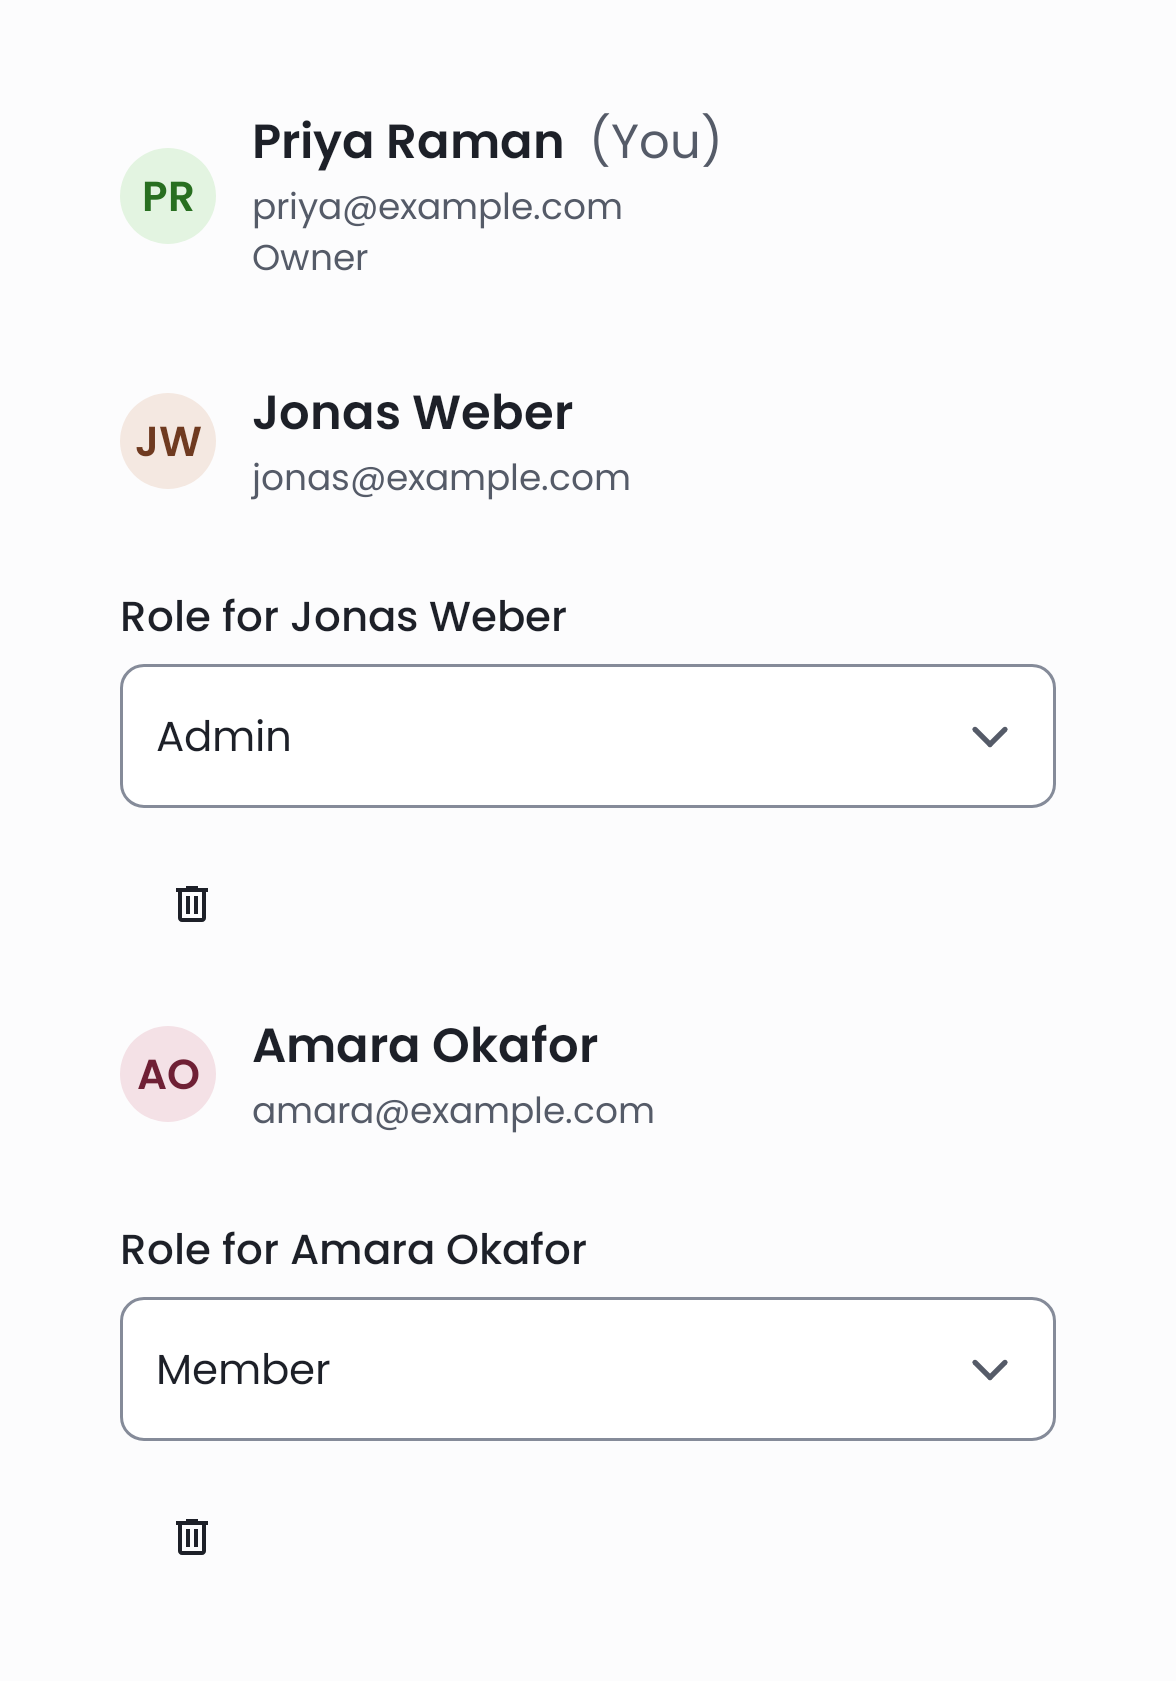 PR
Priya Raman (You)
priya@example.com
Owner
JW
Jonas Weber
jonas@example.com
Role for Jonas Weber
Admin
AO
Amara Okafor
amara@example.com
Role for Amara Okafor
Member